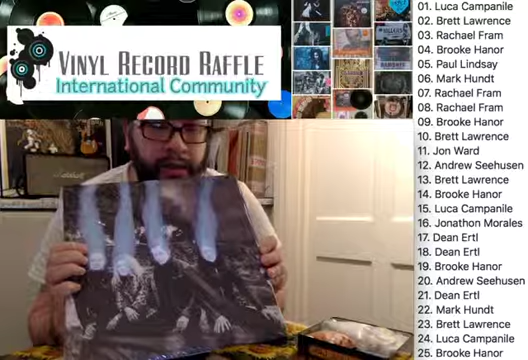 VINYL RECORD RAFFLE
International Community
01. Luca Campanile
02. Brett Lawrence
03. Rachael Fram
04. Brooke Hanor
05. Paul Lindsay
06. Mark Hundt
07. Rachael Fram
08. Rachael Fram
09. Brooke Hanor
10. Brett Lawrence
11. Jon Ward
12. Andrew Seehusen
13. Brett Lawrence
14. Brooke Hanor
15. Luca Campanile
16. Jonathon Morales
17. Dean Ertl
18. Dean Ertl
19. Brooke Hanor
20. Andrew Seehusen
21. Dean Ertl
22. Mark Hundt
23. Brett Lawrence
24. Luca Campanile
25. Brooke Hanor